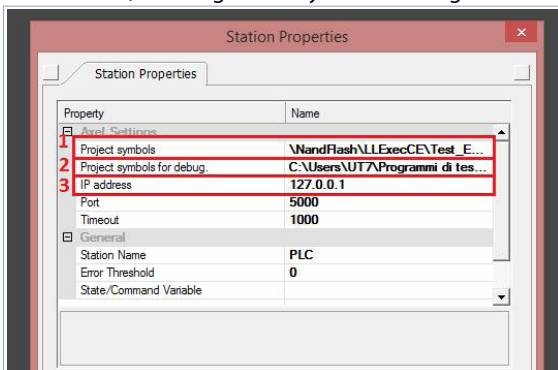 Station Properties
Station Properties
Property Name
Axel Settings
1 Project symbols \NandFlash\LLExecCE\Test_E...
2 Project symbols for debug. C:\Users\UT7\Programmi di tes...
3 IP address 127.0.0.1
Port 5000
Timeout 1000
General
Station Name PLC
Error Threshold 0
State/Command Variable